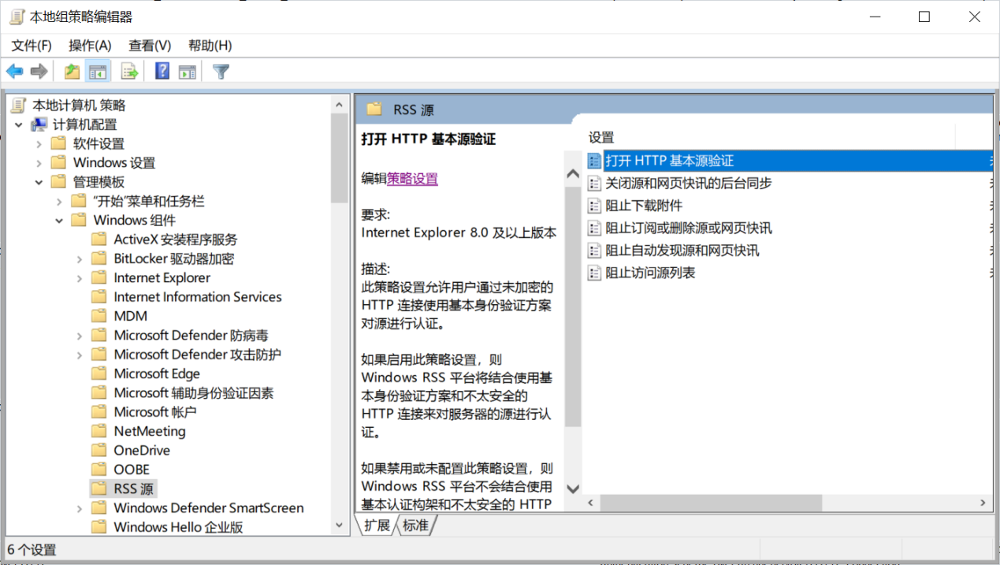 本地组策略编辑器
文件(F) 操作(A) 查看(V) 帮助(H)
本地计算机 策略
计算机配置
软件设置
Windows 设置
管理模板
“开始”菜单和任务栏
Windows 组件
ActiveX 安装程序服务
BitLocker 驱动器加密
Internet Explorer
Internet Information Services
MDM
Microsoft Defender 防病毒
Microsoft Defender 攻击防护
Microsoft Edge
Microsoft 辅助身份验证因素
Microsoft 帐户
NetMeeting
OneDrive
OOBE
RSS 源
Windows Defender SmartScreen
Windows Hello 企业版
RSS 源
打开 HTTP 基本源验证
编辑策略设置
要求:
Internet Explorer 8.0 及以上版本
描述:
此策略设置允许用户通过未加密的
HTTP 连接使用基本身份验证方案
对源进行认证。
如果启用此策略设置，则
Windows RSS 平台将结合使用基
本身份验证方案和不太安全的
HTTP 连接来对服务器的源进行认
证。
如果禁用或未配置此策略设置，则
Windows RSS 平台不会结合使用
基本认证构架和不太安全的 HTTP
设置
打开 HTTP 基本源验证
关闭源和网页快讯的后台同步
阻止下载附件
阻止订阅或删除源或网页快讯
阻止自动发现源和网页快讯
阻止访问源列表
扩展 标准
6 个设置